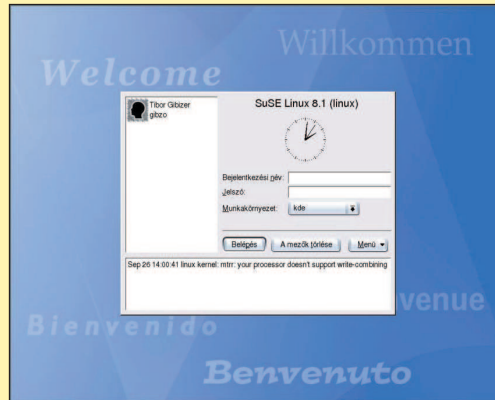 Willkommen
Welcome
Tibor Gibizer
gibzo
SuSE Linux 8.1 (linux)
Bejelentkezési név:
Jelszó:
Munkakörnyezet: kde
Belépés A mezők törlése Menü
Sep 26 14:00:41 linux kernel: mtrr: your processor doesn't support write-combining
venue
Bienvenido
Benvenuto